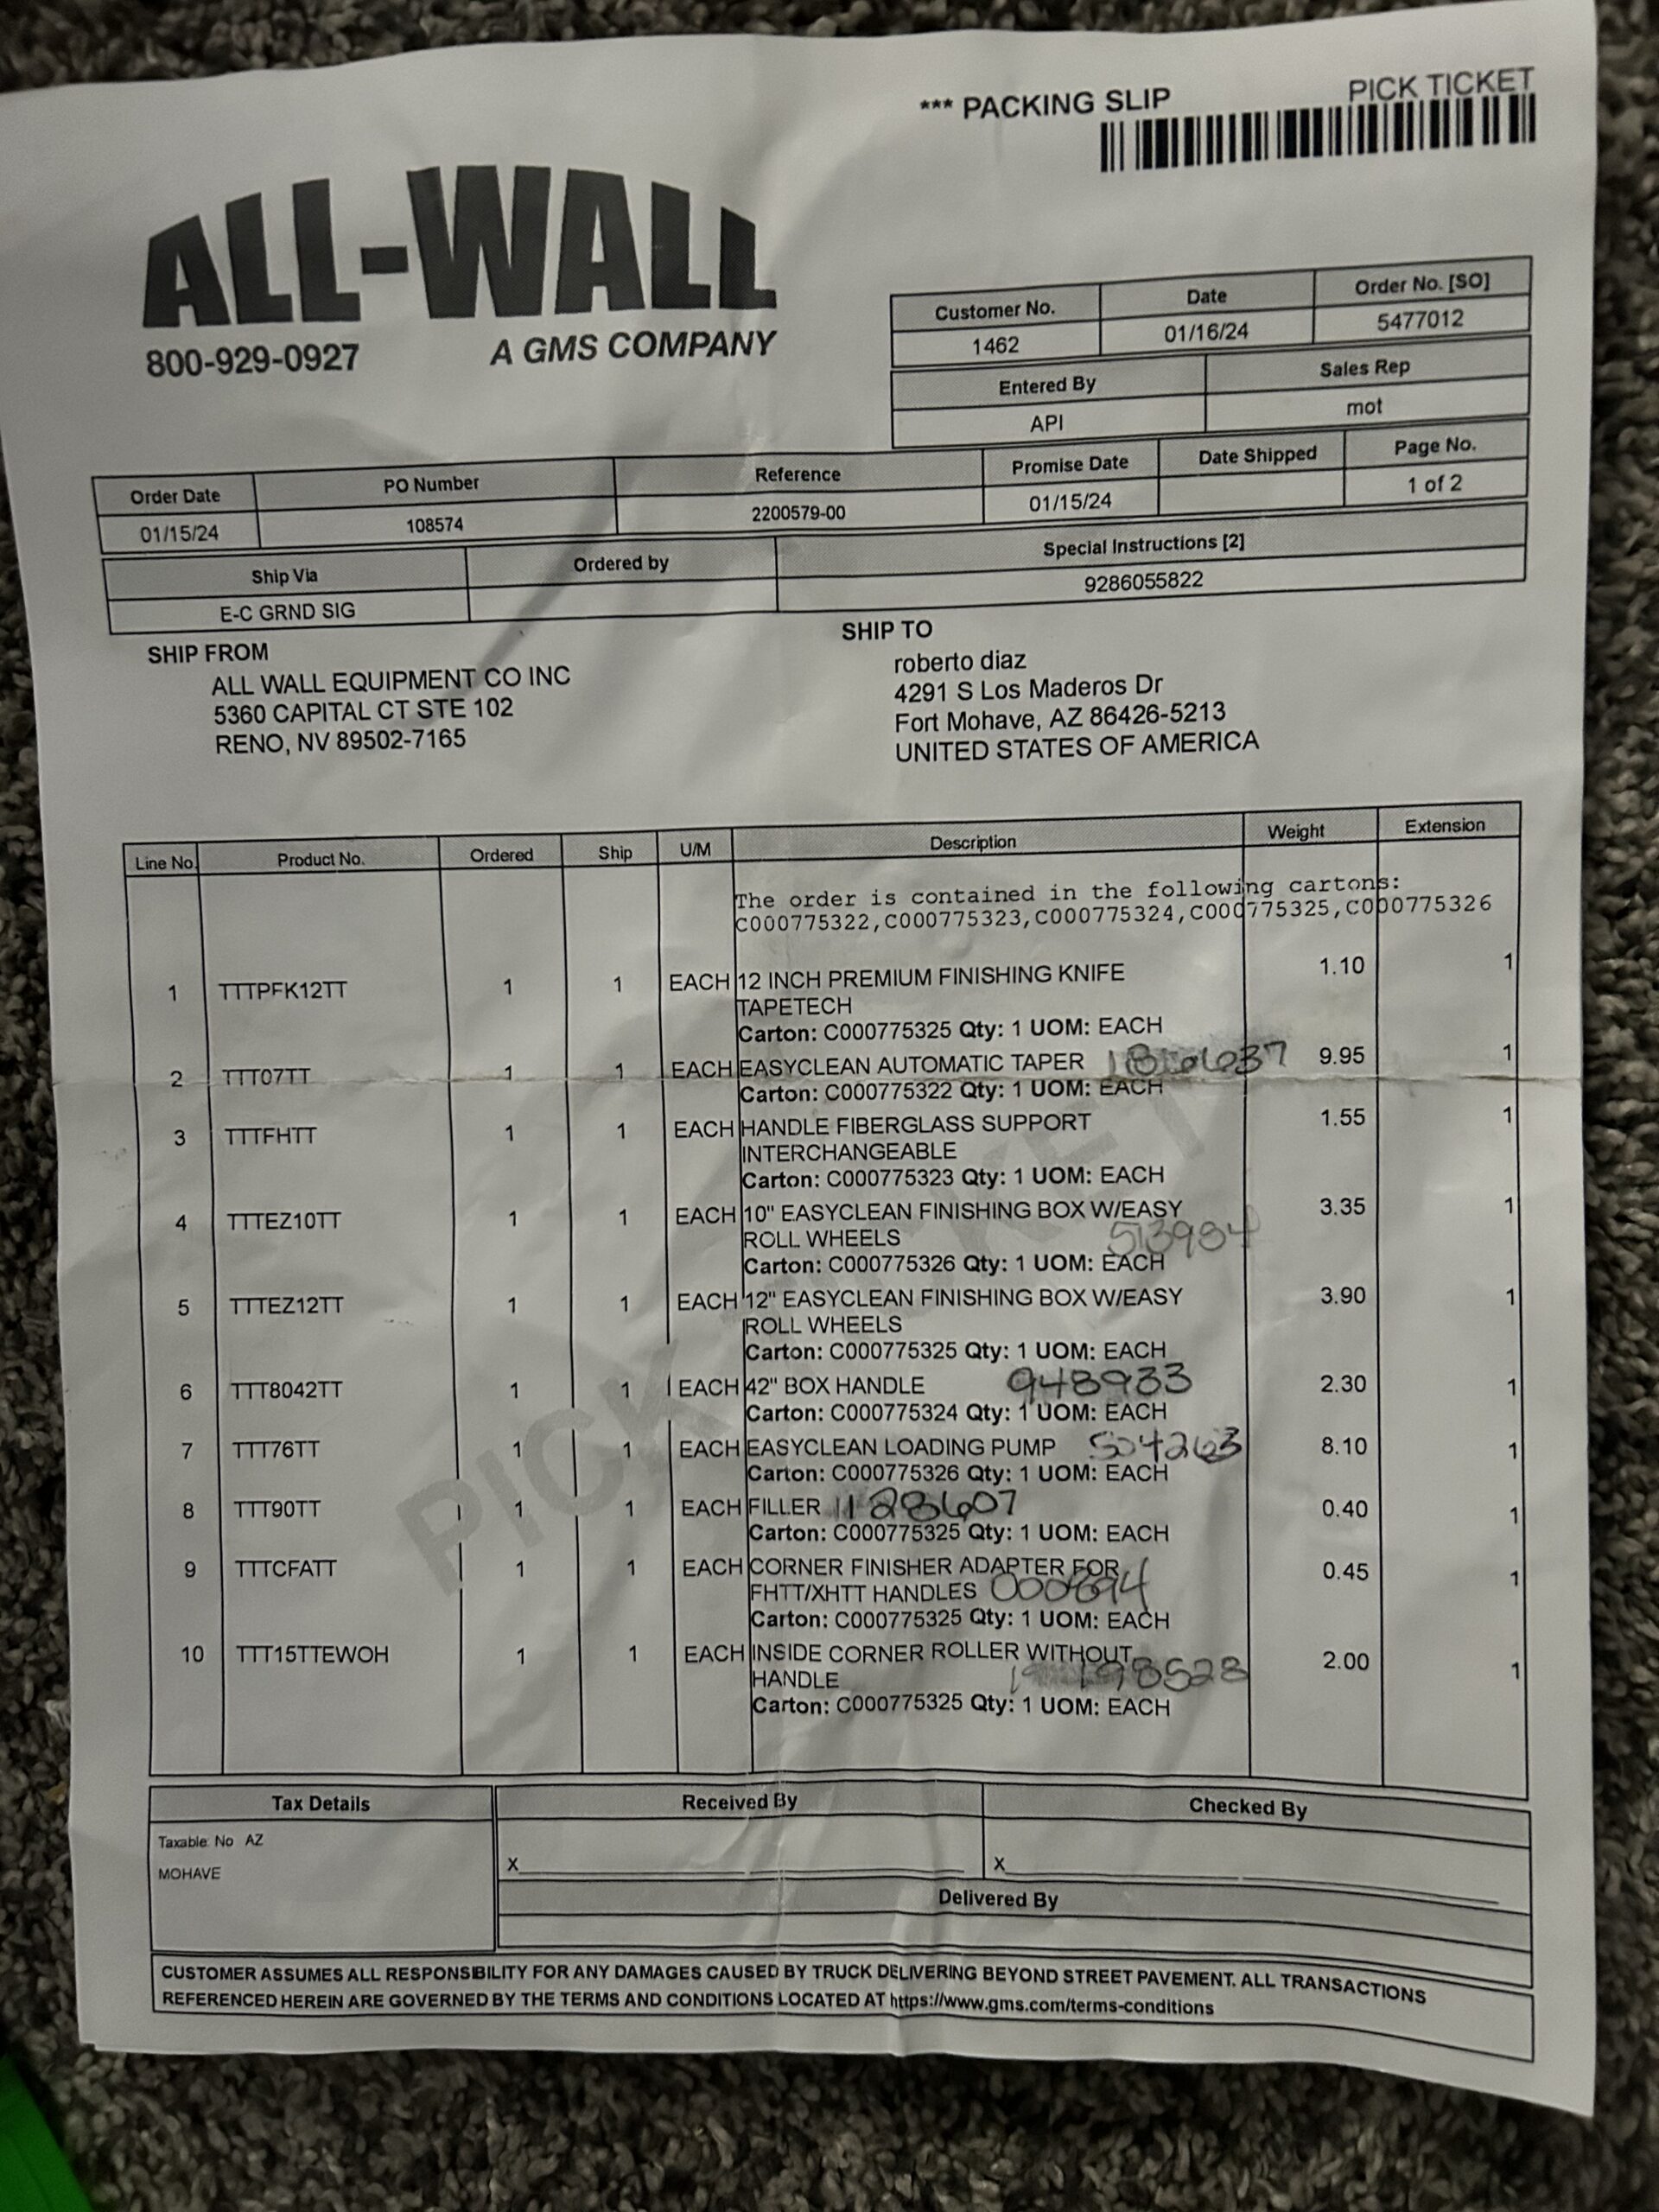 *** PACKING SLIP
PICK TICKET
ALL-WALL
800-929-0927 A GMS COMPANY
Customer No. Date Order No. [SO]
1462 01/16/24 5477012
Entered By Sales Rep
API mot
Order Date PO Number Reference Promise Date Date Shipped Page No.
01/15/24 108574 2200579-00 01/15/24 1 of 2
Ship Via Ordered by Special Instructions [2]
E-C GRND SIG 9286055822
SHIP FROM
ALL WALL EQUIPMENT CO INC
5360 CAPITAL CT STE 102
RENO, NV 89502-7165
SHIP TO
roberto diaz
4291 S Los Maderos Dr
Fort Mohave, AZ 86426-5213
UNITED STATES OF AMERICA
Line No. Product No. Ordered Ship U/M Description Weight Extension
The order is contained in the following cartons:
C000775322,C000775323,C000775324,C000775325,C000775326
1 TTTPFK12TT 1 1 EACH 12 INCH PREMIUM FINISHING KNIFE 1.10 1
TAPETECH
Carton: C000775325 Qty: 1 UOM: EACH
2 TTT07TT 1 1 EACH EASYCLEAN AUTOMATIC TAPER 9.95 1
Carton: C000775322 Qty: 1 UOM: EACH
3 TTTFHTT 1 1 EACH HANDLE FIBERGLASS SUPPORT 1.55 1
INTERCHANGEABLE
Carton: C000775323 Qty: 1 UOM: EACH
4 TTTEZ10TT 1 1 EACH 10" EASYCLEAN FINISHING BOX W/EASY 3.35 1
ROLL WHEELS 513984
Carton: C000775326 Qty: 1 UOM: EACH
5 TTTEZ12TT 1 1 EACH 12" EASYCLEAN FINISHING BOX W/EASY 3.90 1
ROLL WHEELS
Carton: C000775325 Qty: 1 UOM: EACH
6 TTT8042TT 1 1 EACH 42" BOX HANDLE 948933 2.30 1
Carton: C000775324 Qty: 1 UOM: EACH
7 TTT76TT 1 1 EACH EASYCLEAN LOADING PUMP 504263 8.10 1
Carton: C000775326 Qty: 1 UOM: EACH
8 TTT90TT 1 1 EACH FILLER 1128607 0.40 1
Carton: C000775325 Qty: 1 UOM: EACH
9 TTTCFATT 1 1 EACH CORNER FINISHER ADAPTER FOR 0.45 1
FHTT/XHTT HANDLES
Carton: C000775325 Qty: 1 UOM: EACH
10 TTT15TTEWOH 1 1 EACH INSIDE CORNER ROLLER WITHOUT 2.00 1
HANDLE
Carton: C000775325 Qty: 1 UOM: EACH
PICK TICKET
Tax Details Received By Checked By
Taxable: No AZ
MOHAVE
X X
Delivered By
CUSTOMER ASSUMES ALL RESPONSIBILITY FOR ANY DAMAGES CAUSED BY TRUCK DELIVERING BEYOND STREET PAVEMENT. ALL TRANSACTIONS
REFERENCED HEREIN ARE GOVERNED BY THE TERMS AND CONDITIONS LOCATED AT https://www.gms.com/terms-conditions